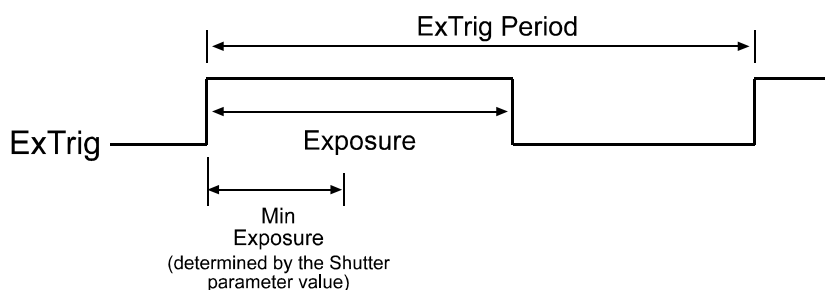 ExTrig Period
ExTrig
Exposure
Min
Exposure
(determined by the Shutter
parameter value)